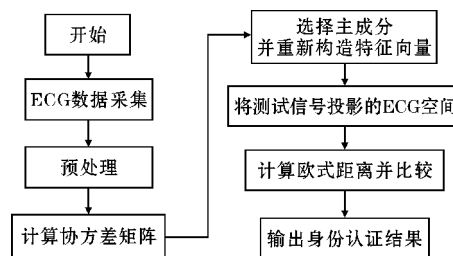 开始
ECG数据采集
预处理
计算协方差矩阵
选择主成分
并重新构造特征向量
将测试信号投影的ECG空间
计算欧式距离并比较
输出身份认证结果